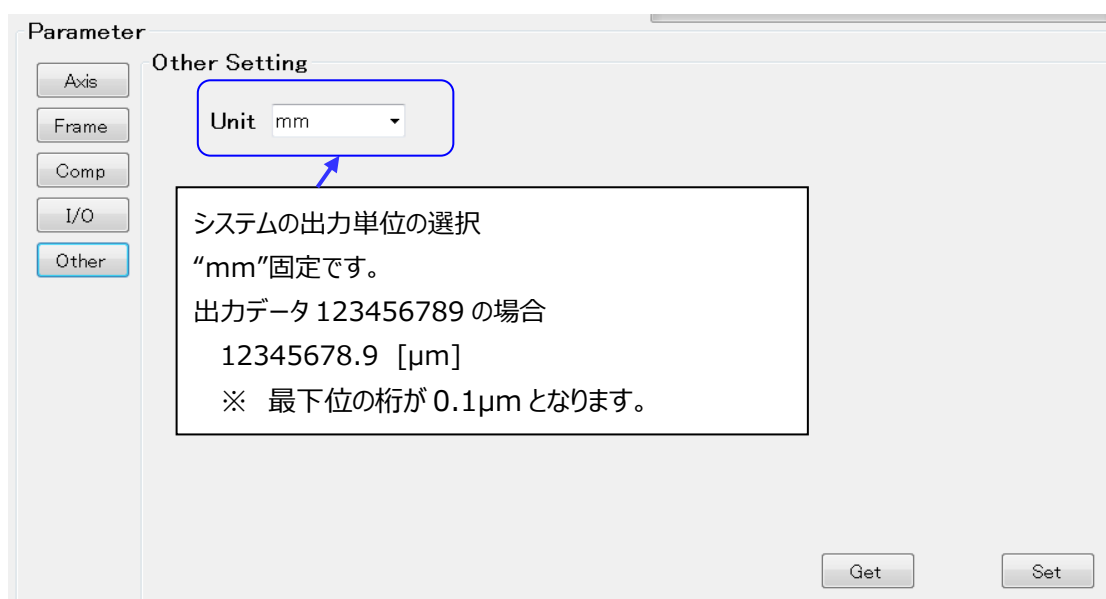 Parameter
Other Setting
Axis
Frame
Comp
I/O
Other
Unit mm
システムの出力単位の選択
“mm”固定です。
出力データ 123456789 の場合
12345678.9 [μm]
※ 最下位の桁が 0.1μm となります。
Get Set